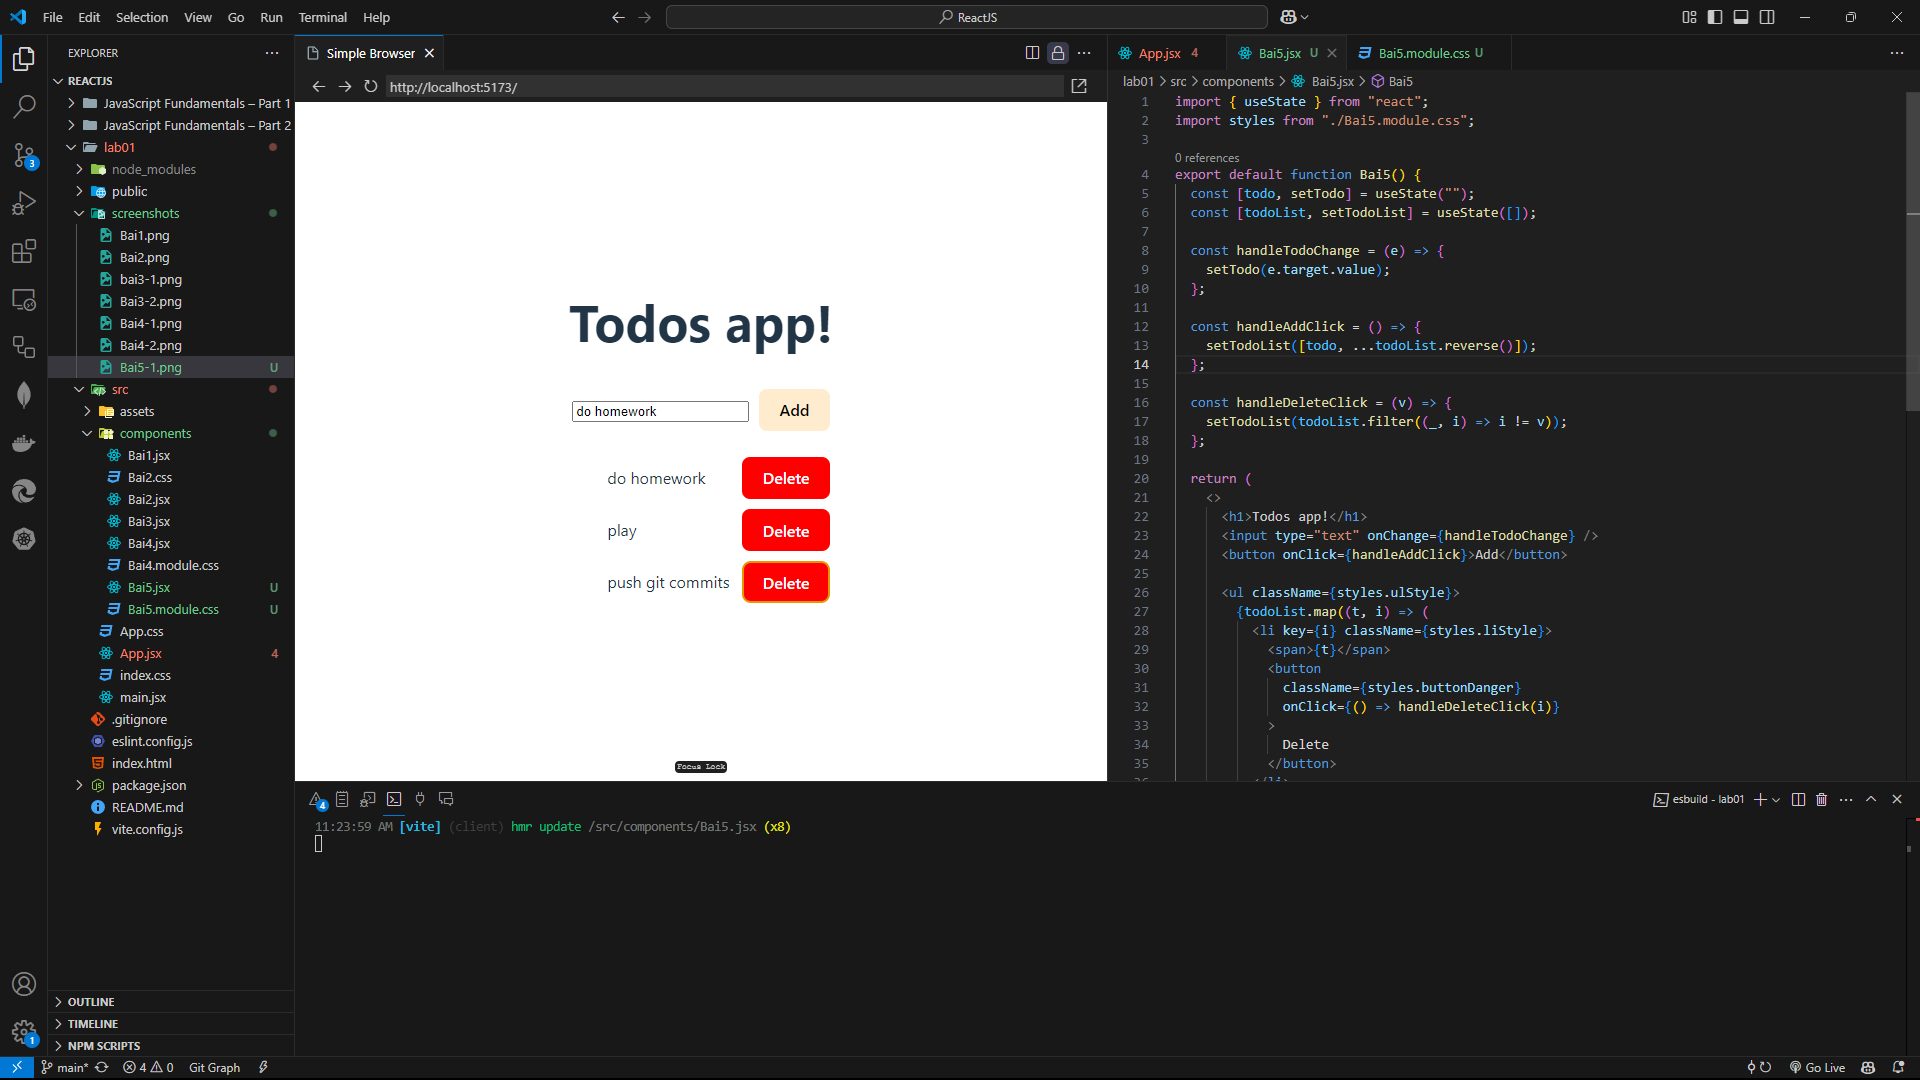 File Edit Selection View Go Run Terminal Help
ReactJS
EXPLORER
REACTJS
JavaScript Fundamentals – Part 1
JavaScript Fundamentals – Part 2
lab01
node_modules
public
screenshots
Bai1.png
Bai2.png
bai3-1.png
Bai3-2.png
Bai4-1.png
Bai4-2.png
Bai5-1.png U
src
assets
components
Bai1.jsx
Bai2.css
Bai2.jsx
Bai3.jsx
Bai4.jsx
Bai4.module.css
Bai5.jsx U
Bai5.module.css U
App.css
App.jsx 4
index.css
main.jsx
.gitignore
eslint.config.js
index.html
package.json
README.md
vite.config.js
OUTLINE
TIMELINE
NPM SCRIPTS
3
1
Simple Browser
http://localhost:5173/
Todos app!
do homework Add
do homework Delete
play Delete
push git commits Delete
Focus Lock
App.jsx 4 Bai5.jsx U Bai5.module.css U
lab01 > src > components > Bai5.jsx > Bai5
1 import { useState } from "react";
2 import styles from "./Bai5.module.css";
3
0 references
4 export default function Bai5() {
5 const [todo, setTodo] = useState("");
6 const [todoList, setTodoList] = useState([]);
7
8 const handleTodoChange = (e) => {
9 setTodo(e.target.value);
10 };
11
12 const handleAddClick = () => {
13 setTodoList([todo, ...todoList.reverse()]);
14 };
15
16 const handleDeleteClick = (v) => {
17 setTodoList(todoList.filter((_, i) => i != v));
18 };
19
20 return (
21 <>
22 <h1>Todos app!</h1>
23 <input type="text" onChange={handleTodoChange} />
24 <button onClick={handleAddClick}>Add</button>
25
26 <ul className={styles.ulStyle}>
27 {todoList.map((t, i) => (
28 <li key={i} className={styles.liStyle}>
29 <span>{t}</span>
30 <button
31 className={styles.buttonDanger}
32 onClick={() => handleDeleteClick(i)}
33 >
34 Delete
35 </button>
36 </li>
4
esbuild - lab01
11:23:59 AM [vite] (client) hmr update /src/components/Bai5.jsx (x8)
main* 4 0 Git Graph
Go Live